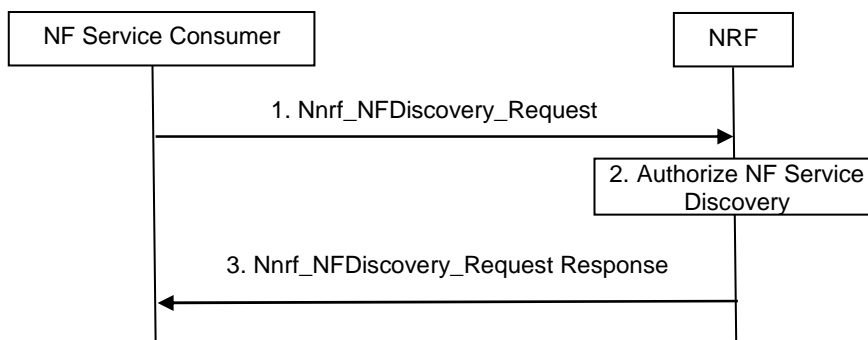 NF Service Consumer
NRF
1. Nnrf_NFDiscovery_Request
2. Authorize NF Service
Discovery
3. Nnrf_NFDiscovery_Request Response